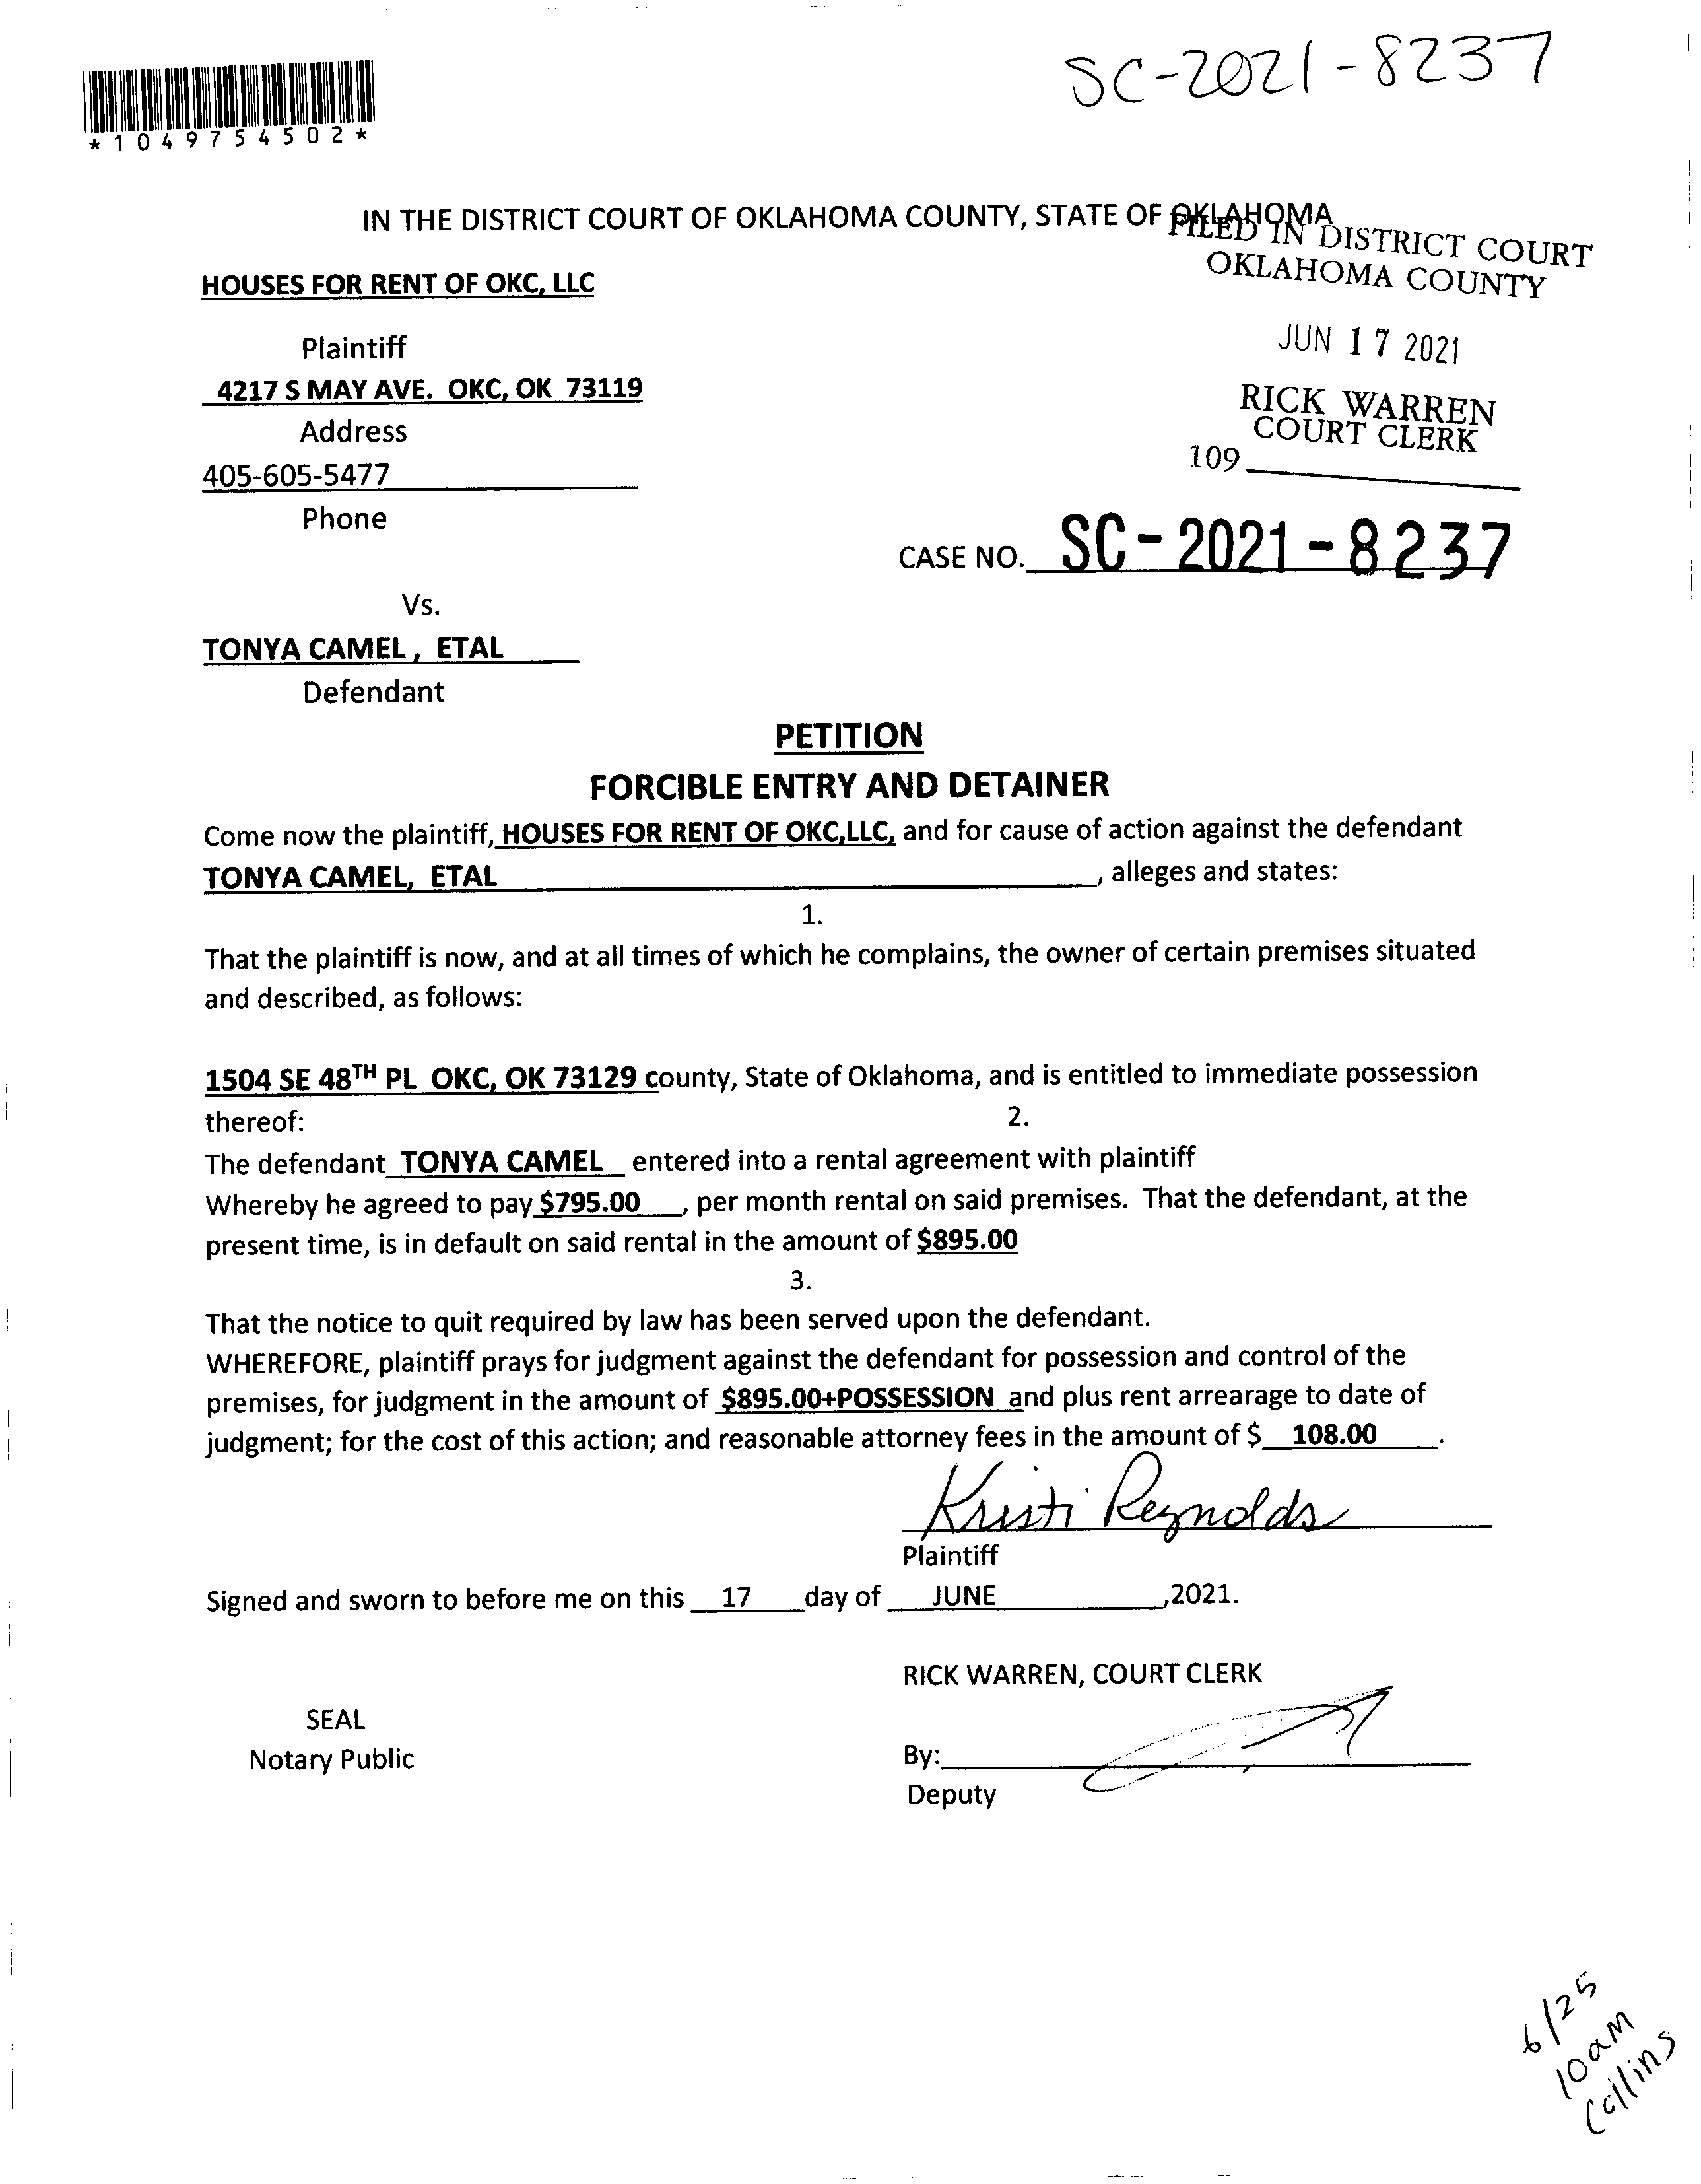 SC-2021-8237
*1049754502*
IN THE DISTRICT COURT OF OKLAHOMA COUNTY, STATE OF OKLAHOMA
FILED IN DISTRICT COURT
OKLAHOMA COUNTY
HOUSES FOR RENT OF OKC, LLC
JUN 17 2021
Plaintiff
4217 S MAY AVE. OKC, OK 73119
RICK WARREN
COURT CLERK
Address
109
405-605-5477
Phone
CASE NO. SC-2021-8237
Vs.
TONYA CAMEL , ETAL
Defendant
PETITION
FORCIBLE ENTRY AND DETAINER
Come now the plaintiff, HOUSES FOR RENT OF OKC,LLC, and for cause of action against the defendant
TONYA CAMEL, ETAL, alleges and states:
1.
That the plaintiff is now, and at all times of which he complains, the owner of certain premises situated
and described, as follows:
1504 SE 48TH PL OKC, OK 73129 county, State of Oklahoma, and is entitled to immediate possession
thereof: 2.
The defendant TONYA CAMEL entered into a rental agreement with plaintiff
Whereby he agreed to pay $795.00 , per month rental on said premises. That the defendant, at the
present time, is in default on said rental in the amount of $895.00
3.
That the notice to quit required by law has been served upon the defendant.
WHEREFORE, plaintiff prays for judgment against the defendant for possession and control of the
premises, for judgment in the amount of $895.00+POSSESSION and plus rent arrearage to date of
judgment; for the cost of this action; and reasonable attorney fees in the amount of $ 108.00 .
Kristi Reynolds
Plaintiff
Signed and sworn to before me on this 17 day of JUNE ,2021.
RICK WARREN, COURT CLERK
SEAL
Notary Public
By:
Deputy
6/25
10am
Collins